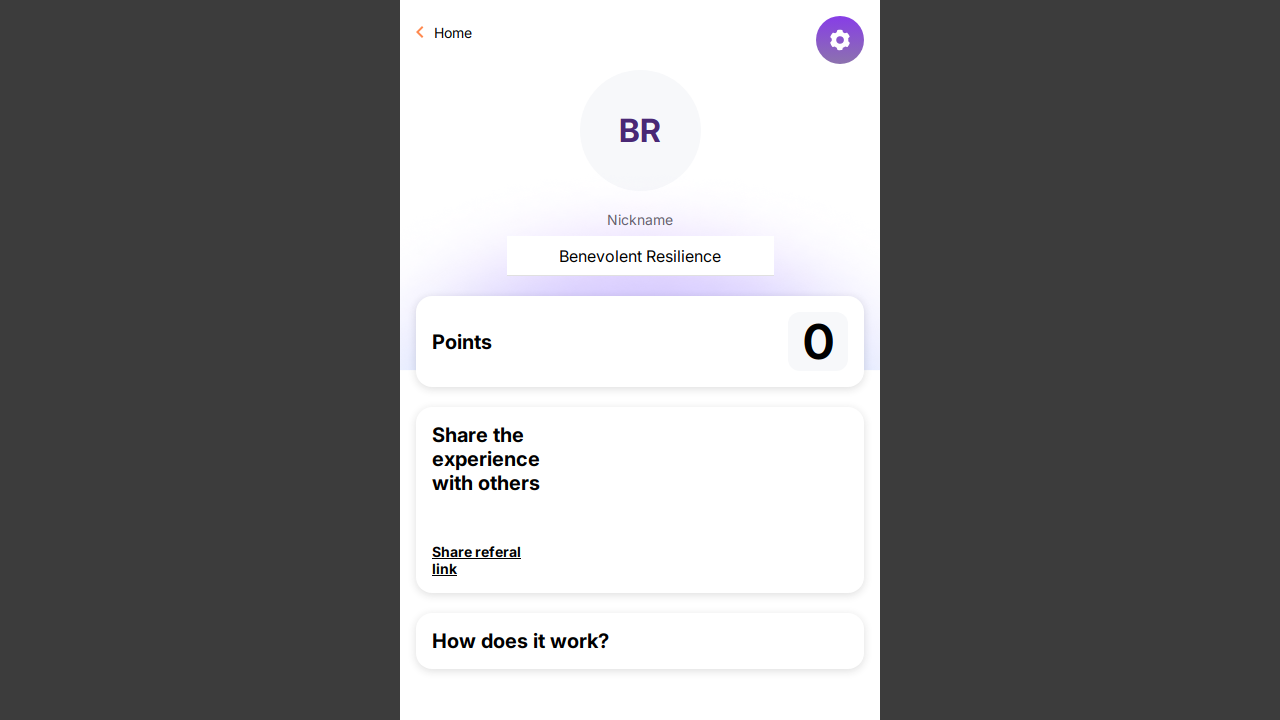 Home
BR
Nickname
Benevolent Resilience
Points
0
Share the
experience
with others
Share referal
link
How does it work?